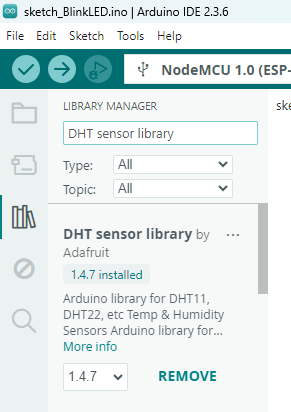 sketch_BlinkLED.ino | Arduino IDE 2.3.6
File Edit Sketch Tools Help
NodeMCU 1.0 (ESP-
LIBRARY MANAGER
ske
DHT sensor library
Type: All
Topic: All
DHT sensor library by ...
Adafruit
1.4.7 installed
Arduino library for DHT11,
DHT22, etc Temp & Humidity
Sensors Arduino library for...
More info
1.4.7 REMOVE